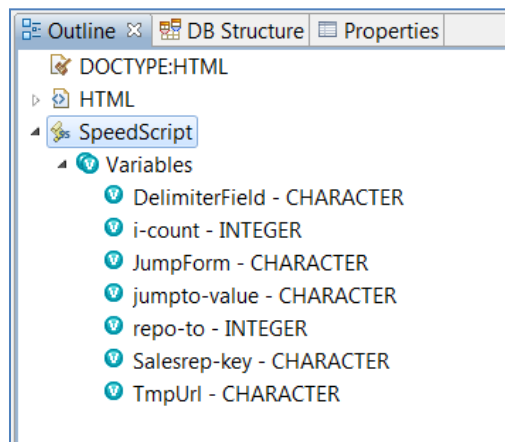 Outline DB Structure Properties
DOCTYPE:HTML
HTML
SpeedScript
Variables
DelimiterField - CHARACTER
i-count - INTEGER
JumpForm - CHARACTER
jumpto-value - CHARACTER
repo-to - INTEGER
Salesrep-key - CHARACTER
TmpUrl - CHARACTER